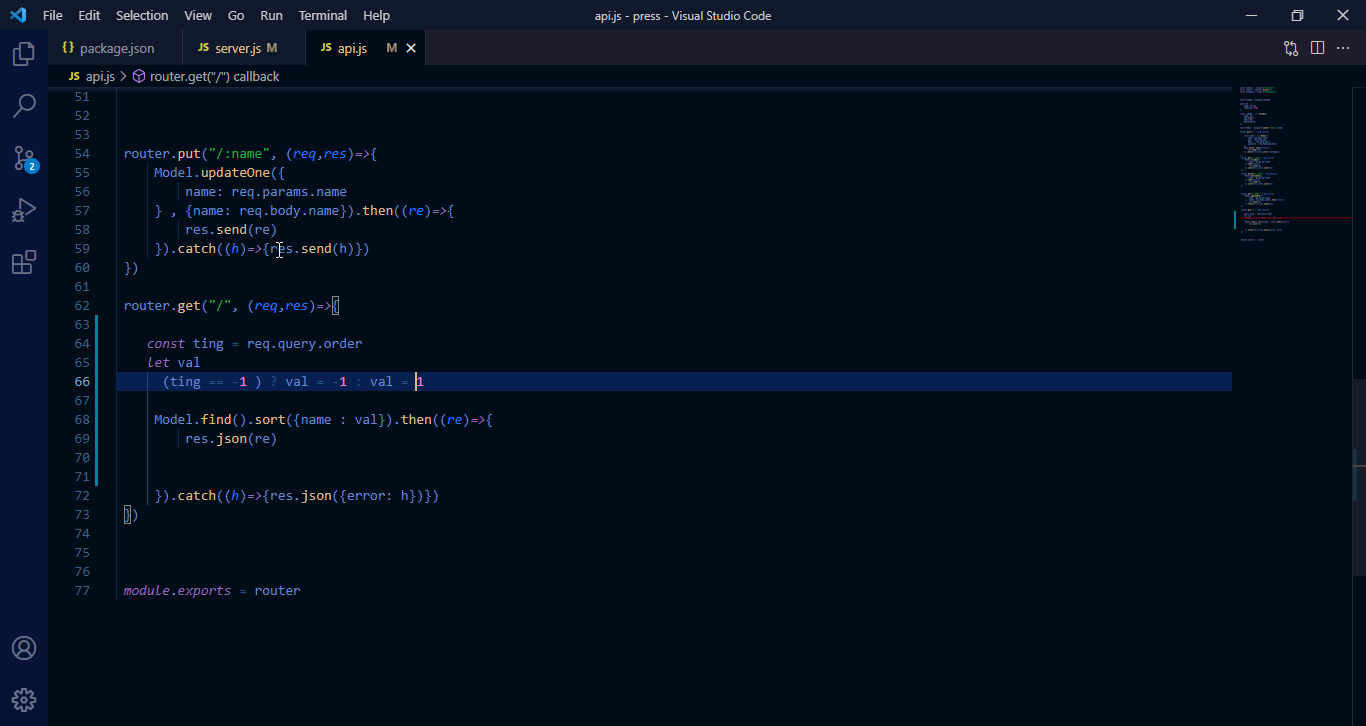 File Edit Selection View Go Run Terminal Help api.js - press - Visual Studio Code
{} package.json JS server.js M JS api.js M
JS api.js > router.get("/") callback
51
52
53
54 router.put("/:name", (req,res)=>{
55 Model.updateOne({
56 name: req.params.name
57 } , {name: req.body.name}).then((re)=>{
58 res.send(re)
59 }).catch((h)=>{res.send(h)})
60 })
61
62 router.get("/", (req,res)=>{
63
64 const ting = req.query.order
65 let val
66 (ting == -1 ) ? val = -1 : val = 1
67
68 Model.find().sort({name : val}).then((re)=>{
69 res.json(re)
70
71
72 }).catch((h)=>{res.json({error: h})})
73 })
74
75
76
77 module.exports = router
2